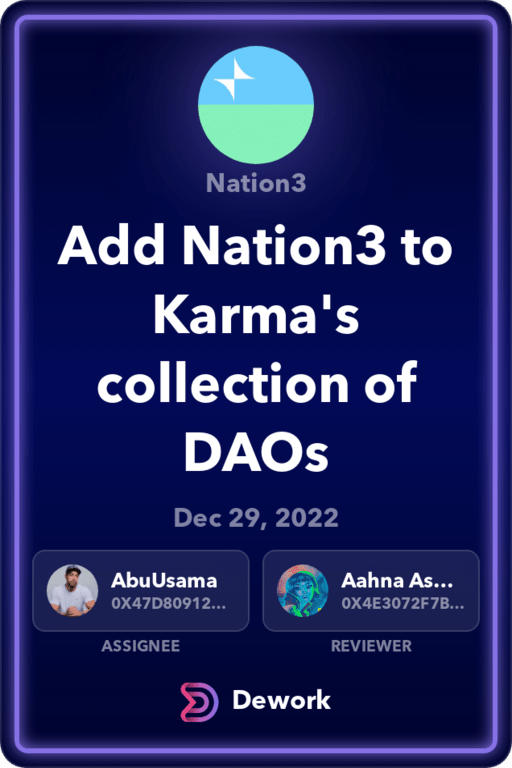 Nation3
Add Nation3 to
Karma's
collection of
DAOs
Dec 29, 2022
AbuUsama
0X47D80912...
ASSIGNEE
Aahna As...
0X4E3072F7B...
REVIEWER
Dework